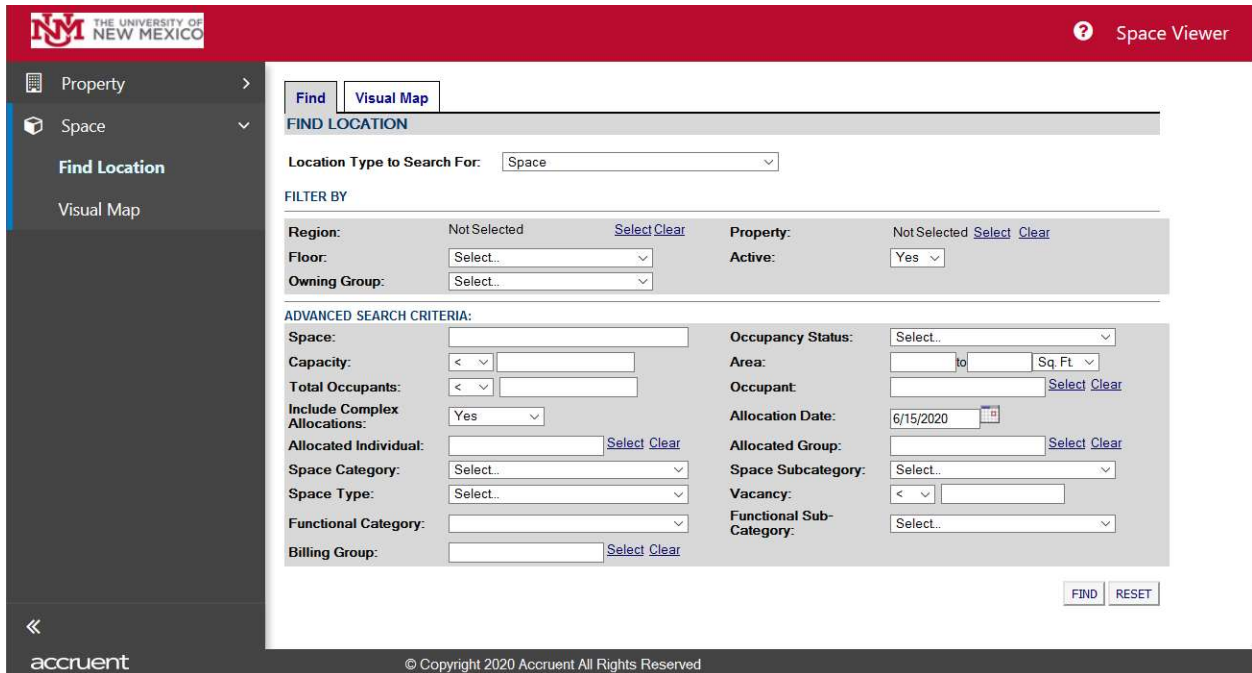 THE UNIVERSITY OF
UNM NEW MEXICO
? Space Viewer
Property
Space
Find Location
Visual Map
Find Visual Map
FIND LOCATION
Location Type to Search For: Space
FILTER BY
Region: Not Selected Select Clear Property: Not Selected Select Clear
Floor: Select... Active: Yes
Owning Group: Select...
ADVANCED SEARCH CRITERIA:
Space: Occupancy Status: Select...
Capacity: < Area: to Sq. Ft.
Total Occupants: < Occupant: Select Clear
Include Complex
Allocations: Yes Allocation Date: 6/15/2020
Allocated Individual: Select Clear Allocated Group: Select Clear
Space Category: Select... Space Subcategory: Select...
Space Type: Select... Vacancy: <
Functional Category: Functional Sub-
Category: Select...
Billing Group: Select Clear
FIND RESET
accruent © Copyright 2020 Accruent All Rights Reserved